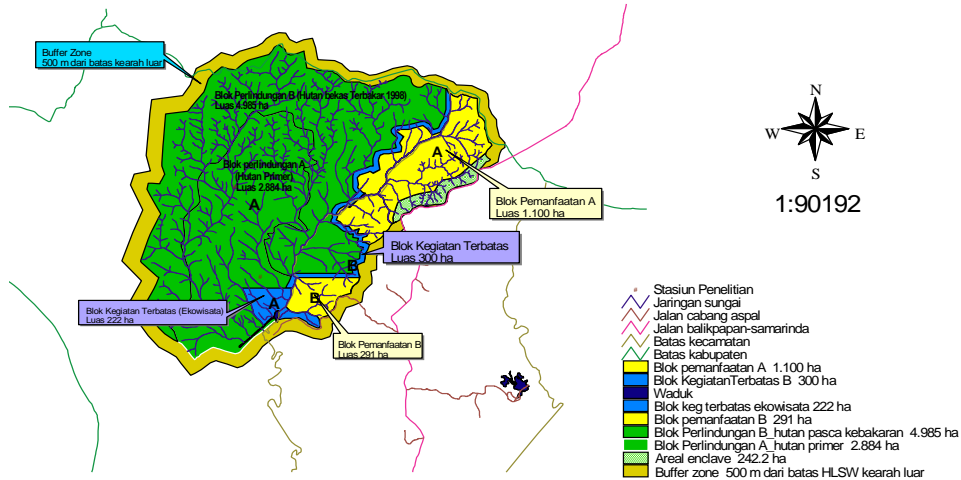 Buffer Zone
500 m dari batas kearah luar
Blok Perlindungan B (Hutan bekas Terbakar 1998)
Luas 4.985 ha
Blok perlindungan A
(Hutan Primer)
Luas 2.884 ha
A
A
Blok Pemanfaatan A
Luas 1.100 ha
Blok Kegiatan Terbatas
Luas 300 ha
B
Blok Kegiatan Terbatas (Ekowisata)
Luas 222 ha
A
B
Blok Pemanfaatan B
Luas 291 ha
N
W
E
S
1:90192
Stasiun Penelitian
Jaringan sungai
Jalan cabang aspal
Jalan balikpapan-samarinda
Batas kecamatan
Batas kabupaten
Blok pemanfaatan A 1.100 ha
Blok KegiatanTerbatas B 300 ha
Waduk
Blok keg terbatas ekowisata 222 ha
Blok pemanfaatan B 291 ha
Blok Perlindungan B_hutan pasca kebakaran 4.985 ha
Blok Perlindungan A_hutan primer 2.884 ha
Areal enclave 242.2 ha
Buffer zone 500 m dari batas HLSW kearah luar